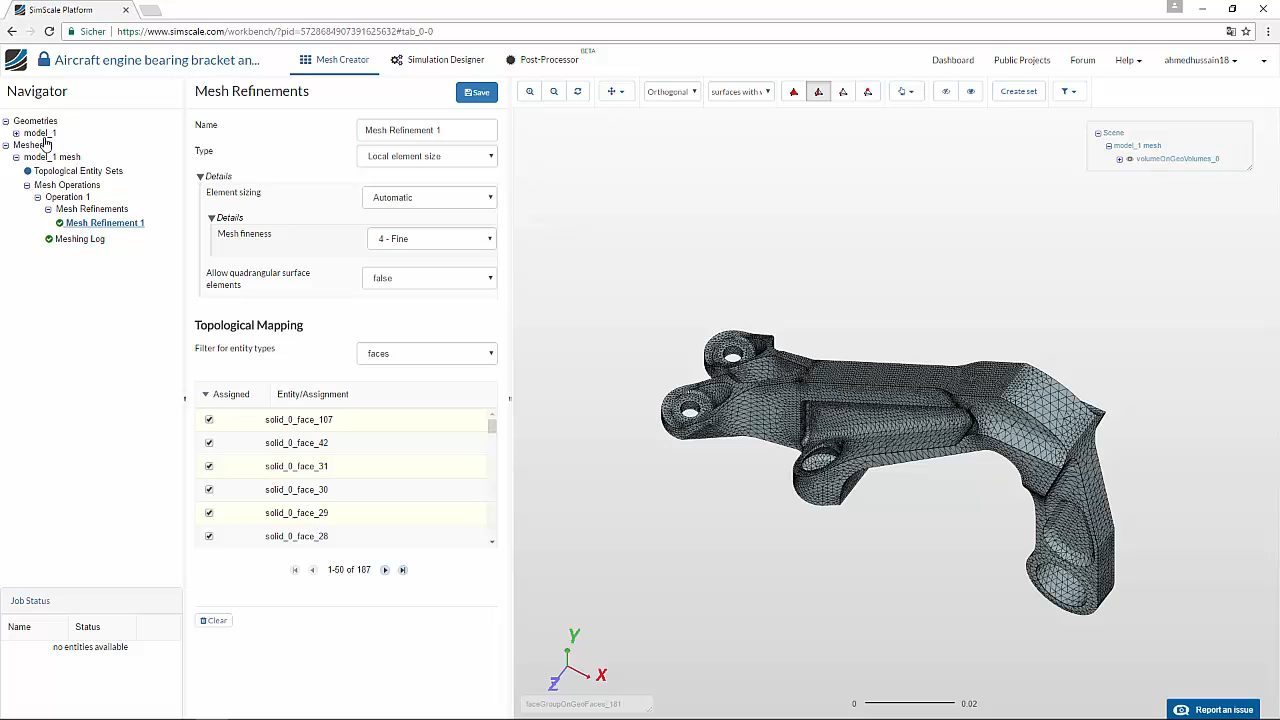 SimScale Platform
Sicher https://www.simscale.com/workbench/?pid=5728684907391625632#tab_0-0
Aircraft engine bearing bracket an...
Mesh Creator
Simulation Designer
Post-Processor
BETA
Dashboard
Public Projects
Forum
Help
ahmedhussain18
Navigator
Geometries
model_1
Meshes
model_1 mesh
Topological Entity Sets
Mesh Operations
Operation 1
Mesh Refinements
Mesh Refinement 1
Meshing Log
Job Status
Name Status
no entities available
Mesh Refinements
Save
Name Mesh Refinement 1
Type Local element size
Details
Element sizing Automatic
Details
Mesh fineness 4 - Fine
Allow quadrangular surface
elements
false
Topological Mapping
Filter for entity types faces
Assigned Entity/Assignment
solid_0_face_107
solid_0_face_42
solid_0_face_31
solid_0_face_30
solid_0_face_29
solid_0_face_28
1-50 of 187
Clear
Orthogonal
surfaces with
Create set
Scene
model_1 mesh
volumeOnGeoVolumes_0
Y
X
Z
faceGroupOnGeoFaces_181
0 0.02
Report an issue